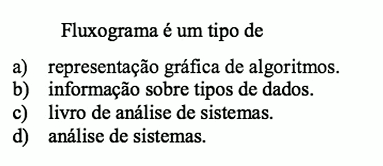 Fluxograma é um tipo de
a) representação gráfica de algoritmos.
b) informação sobre tipos de dados.
c) livro de análise de sistemas.
d) análise de sistemas.